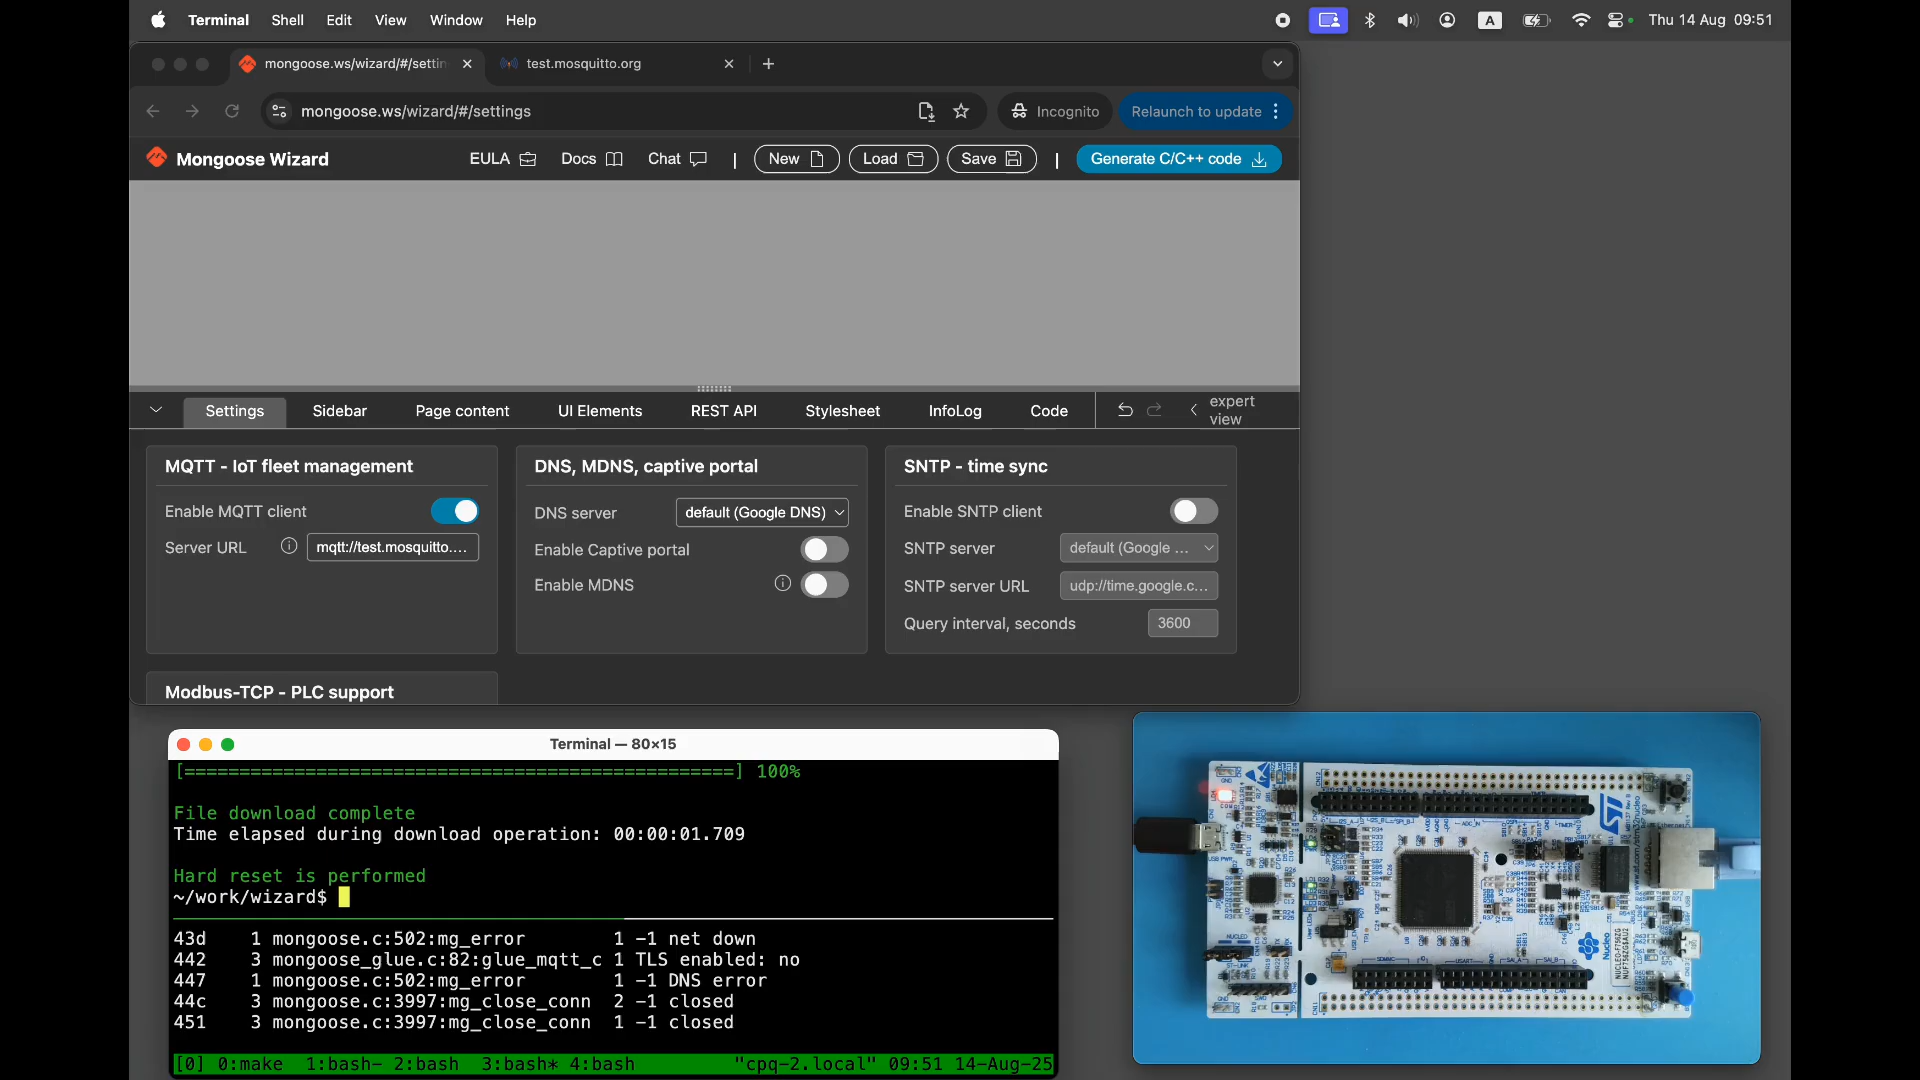 Terminal Shell Edit View Window Help
A
Thu 14 Aug 09:51
mongoose.ws/wizard/#/settin
test.mosquitto.org
mongoose.ws/wizard/#/settings
Incognito
Relaunch to update
Mongoose Wizard
EULA Docs Chat | New Load Save | Generate C/C++ code
Settings Sidebar Page content UI Elements REST API Stylesheet InfoLog Code
expert
view
MQTT - IoT fleet management
Enable MQTT client
Server URL mqtt://test.mosquitto....
DNS, MDNS, captive portal
DNS server default (Google DNS)
Enable Captive portal
Enable MDNS
SNTP - time sync
Enable SNTP client
SNTP server default (Google ...
SNTP server URL udp://time.google.c...
Query interval, seconds 3600
Modbus-TCP - PLC support
Terminal — 80×15
[==================================================] 100%
File download complete
Time elapsed during download operation: 00:00:01.709
Hard reset is performed
~/work/wizard$
43d 1 mongoose.c:502:mg_error 1 -1 net down
442 3 mongoose_glue.c:82:glue_mqtt_c 1 TLS enabled: no
447 1 mongoose.c:502:mg_error 1 -1 DNS error
44c 3 mongoose.c:3997:mg_close_conn 2 -1 closed
451 3 mongoose.c:3997:mg_close_conn 1 -1 closed
[0] 0:make 1:bash- 2:bash 3:bash* 4:bash "cpq-2.local" 09:51 14-Aug-25